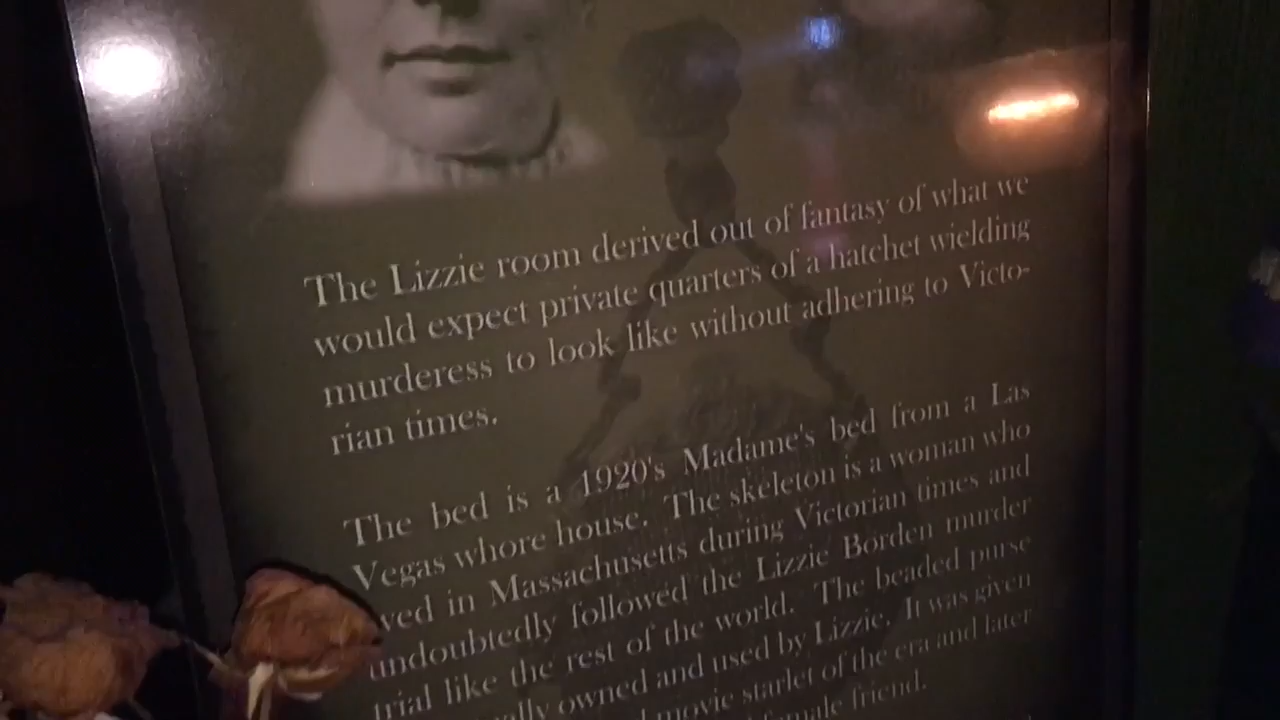 The Lizzie room derived out of fantasy of what we
would expect private quarters of a hatchet wielding
murderess to look like without adhering to Victo-
rian times.
The bed is a 1920's Madame's bed from a Las
Vegas whore house. The skeleton is a woman who
ved in Massachusetts during Victorian times and
undoubtedly followed the Lizzie Borden murder
trial like the rest of the world. The beaded purse
ally owned and used by Lizzie. It was given
movie starlet of the era and later
female friend.